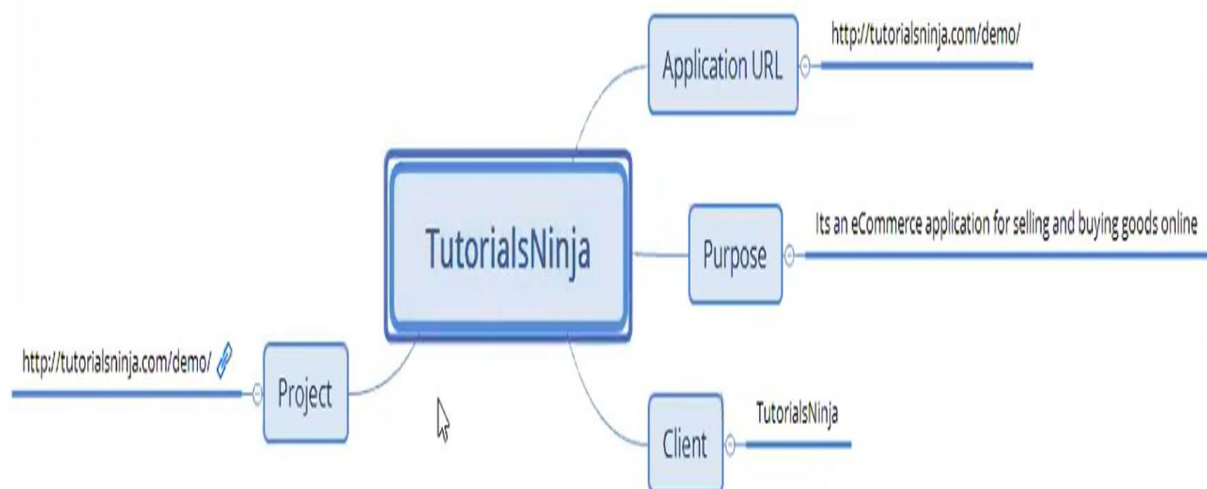 http://tutorialsninja.com/demo/
Application URL
TutorialsNinja
Its an eCommerce application for selling and buying goods online
Purpose
http://tutorialsninja.com/demo/
Project
TutorialsNinja
Client